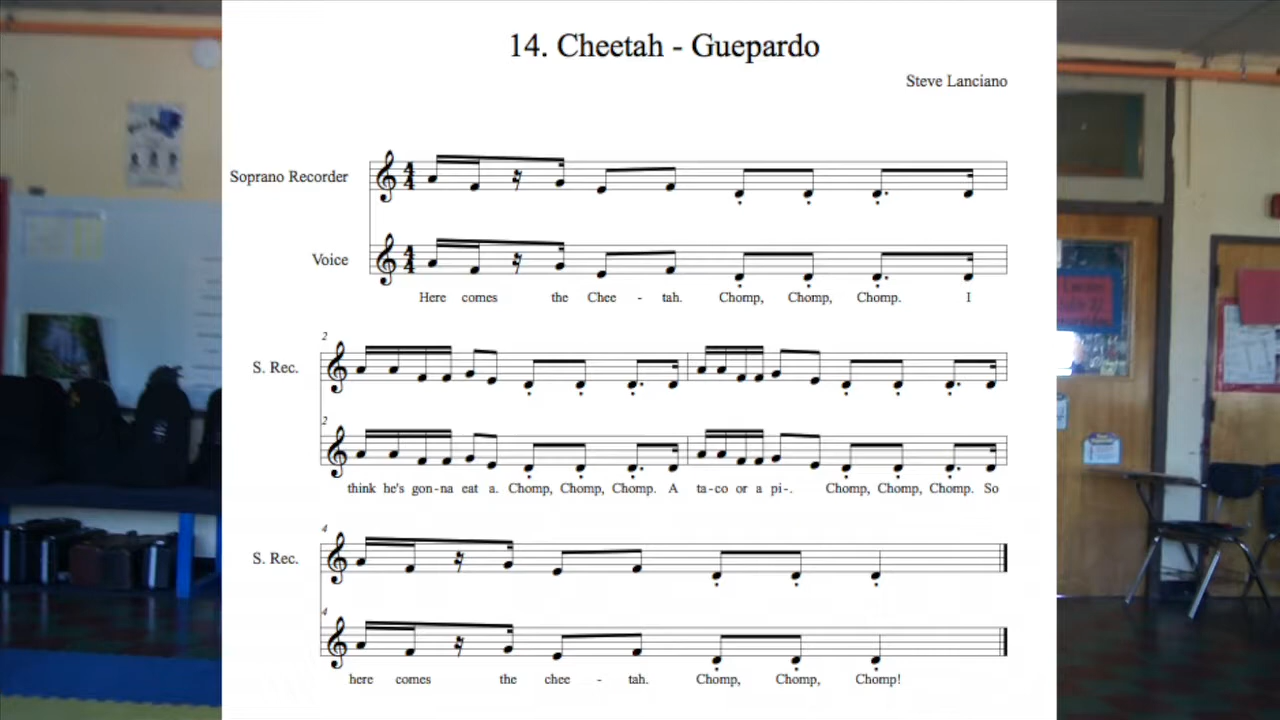 14. Cheetah - Guepardo
Steve Lanciano
Soprano Recorder
Voice
Here comes the Chee - tah. Chomp, Chomp, Chomp. I
2
S. Rec.
2
think he's gon-na eat a. Chomp, Chomp, Chomp. A ta-co or a pi-. Chomp, Chomp, Chomp. So
4
S. Rec.
4
here comes the chee - tah. Chomp, Chomp, Chomp!